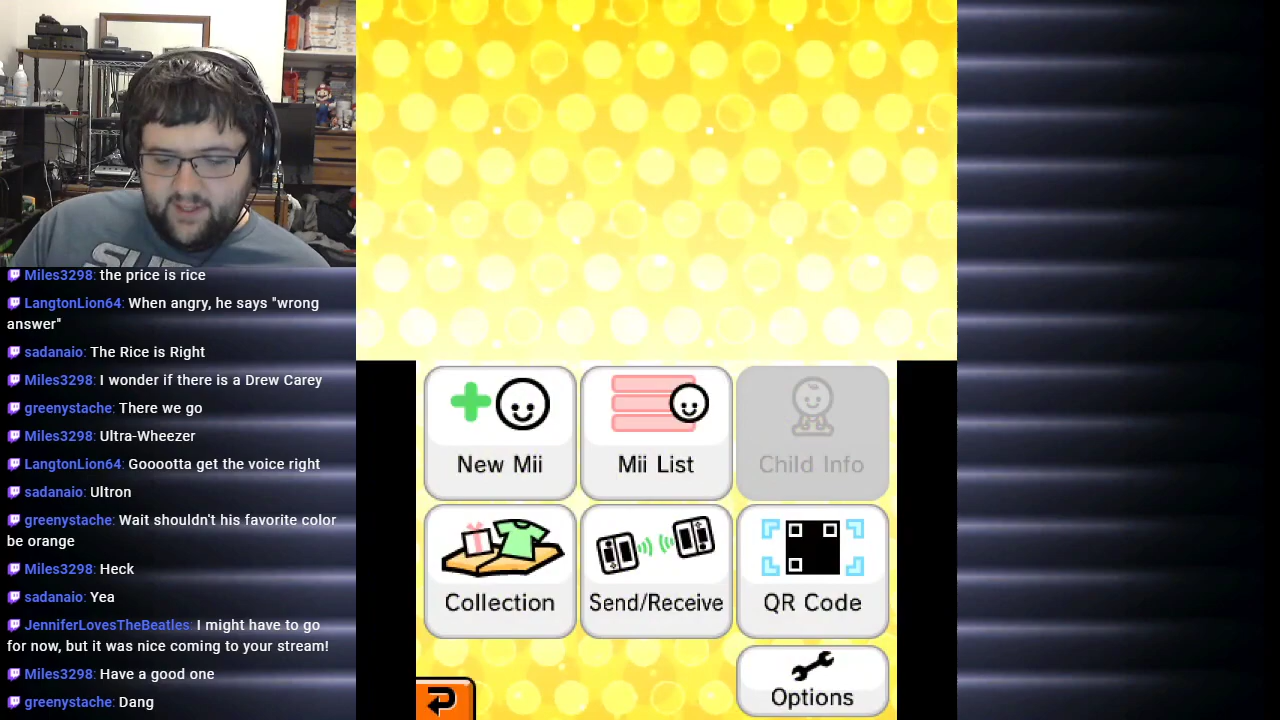 Miles3298: the price is rice
LangtonLion64: When angry, he says "wrong
answer"
sadanaio: The Rice is Right
Miles3298: I wonder if there is a Drew Carey
greenystache: There we go
Miles3298: Ultra-Wheezer
LangtonLion64: Gooootta get the voice right
sadanaio: Ultron
greenystache: Wait shouldn't his favorite color
be orange
Miles3298: Heck
sadanaio: Yea
JenniferLovesTheBeatles: I might have to go
for now, but it was nice coming to your stream!
Miles3298: Have a good one
greenystache: Dang
New Mii
Mii List
Child Info
Collection
Send/Receive
QR Code
Options